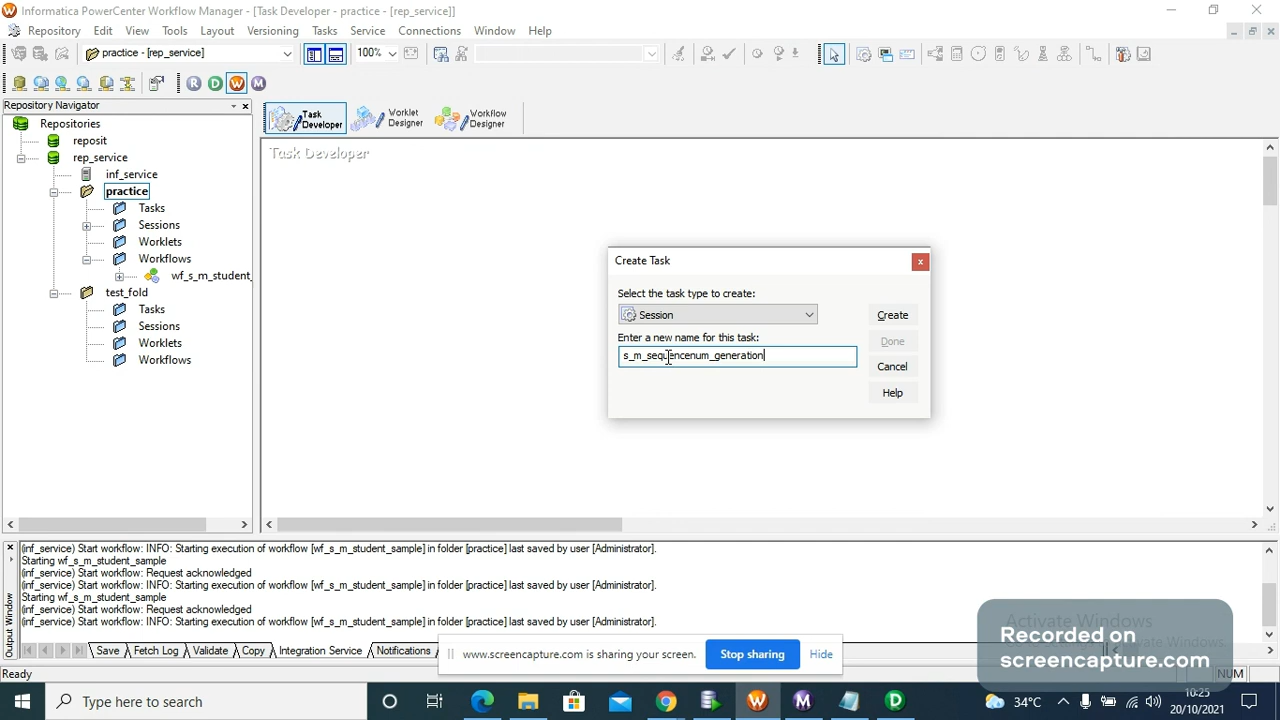 Informatica PowerCenter Workflow Manager - [Task Developer - practice - [rep_service]]
Repository Edit View Tools Layout Versioning Tasks Service Connections Window Help
practice - [rep_service] 100%
R D W M
Repository Navigator
Repositories
reposit
rep_service
inf_service
practice
Tasks
Sessions
Worklets
Workflows
wf_s_m_student_
test_fold
Tasks
Sessions
Worklets
Workflows
Task Developer
Worklet Designer
Workflow Designer
Task Developer
Create Task
Select the task type to create:
Session
Create
Enter a new name for this task:
Done
s_m_sequencenum_generation
Cancel
Help
(inf_service) Start workflow: INFO: Starting execution of workflow [wf_s_m_student_sample] in folder [practice] last saved by user [Administrator].
Starting wf_s_m_student_sample
(inf_service) Start workflow: Request acknowledged
(inf_service) Start workflow: INFO: Starting execution of workflow [wf_s_m_student_sample] in folder [practice] last saved by user [Administrator].
Starting wf_s_m_student_sample
(inf_service) Start workflow: Request acknowledged
(inf_service) Start workflow: INFO: Starting execution of workflow [wf_s_m_student_sample] in folder [practice] last saved by user [Administrator].
Output Window
Save Fetch Log Validate Copy Integration Service Notifications
www.screencapture.com is sharing your screen. Stop sharing Hide
Activate Windows
Recorded on
screencapture.com
Ready
NUM
Type here to search
W M D
34°C
10:25
20/10/2021